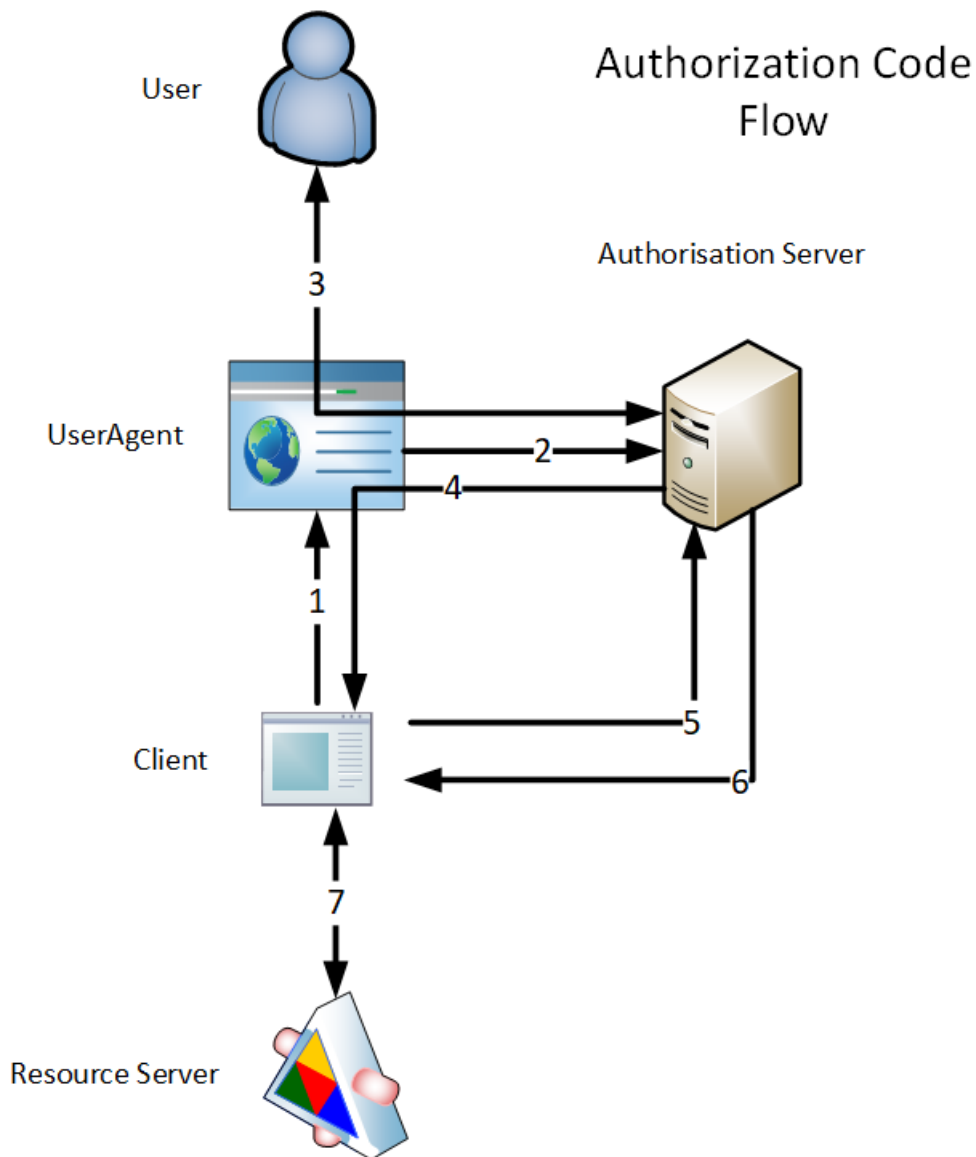 User
Authorization Code
Flow
Authorisation Server
3
UserAgent
2
4
1
Client
5
6
7
Resource Server